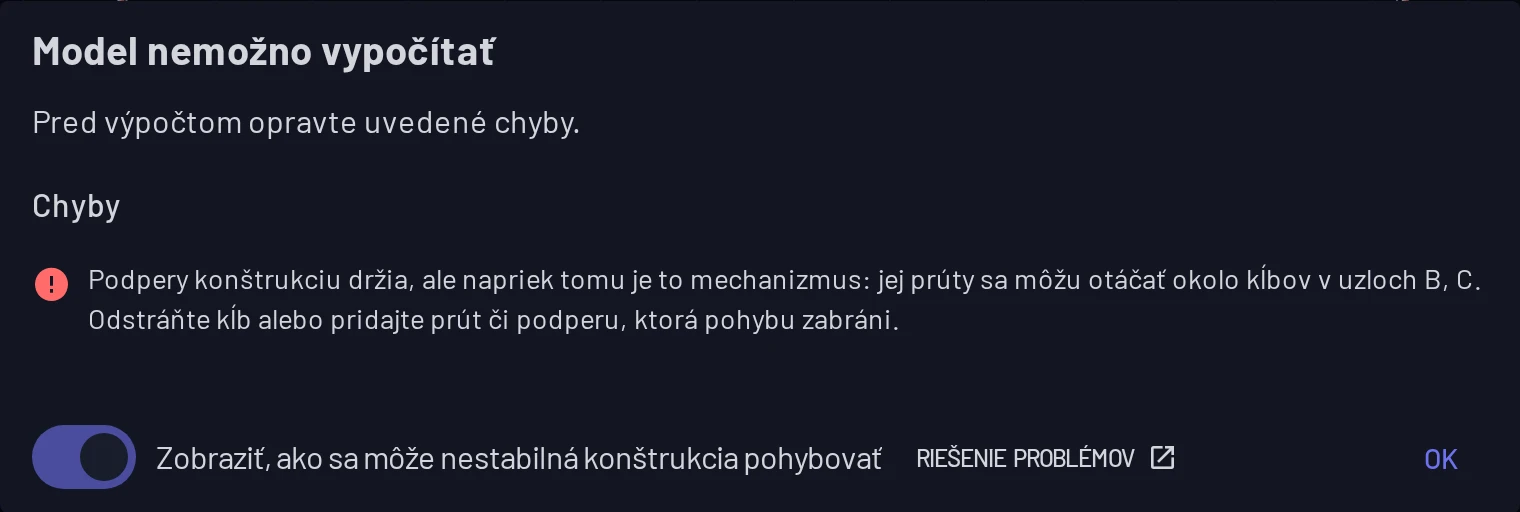 Model nemožno vypočítať
Pred výpočtom opravte uvedené chyby.
Chyby
Podpery konštrukciu držia, ale napriek tomu je to mechanizmus: jej prúty sa môžu otáčať okolo kĺbov v uzloch B, C.
Odstráňte kĺb alebo pridajte prút či podperu, ktorá pohybu zabráni.
Zobraziť, ako sa môže nestabilná konštrukcia pohybovať
RIEŠENIE PROBLÉMOV
OK